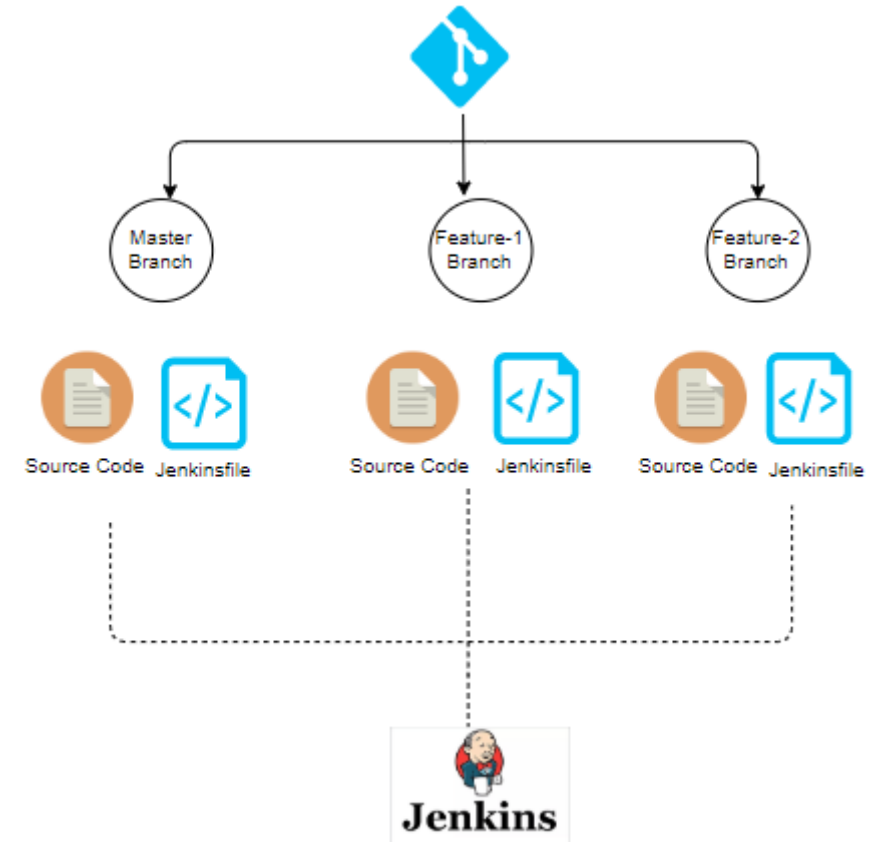 Master
Branch
Feature-1
Branch
Feature-2
Branch
</>
</>
</>
Source Code
Jenkinsfile
Source Code
Jenkinsfile
Source Code
Jenkinsfile
Jenkins